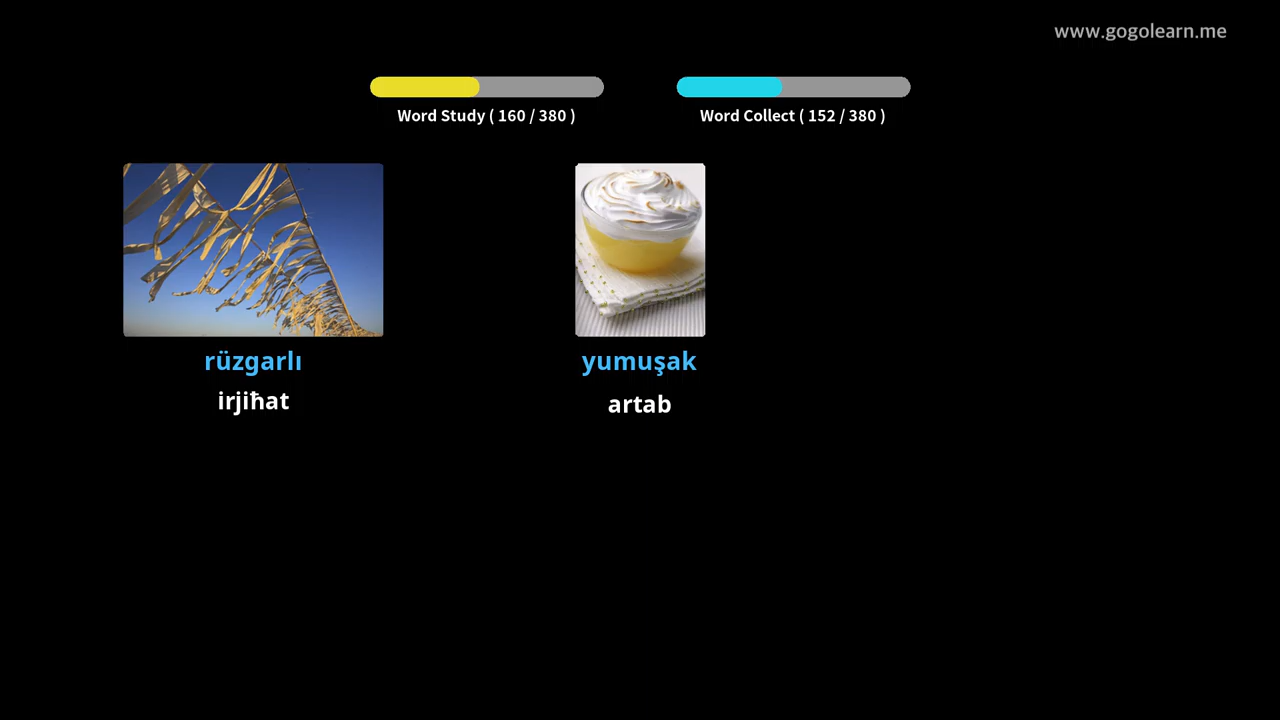 www.gogolearn.me
Word Study ( 160 / 380 )
Word Collect ( 152 / 380 )
rüzgarlı
irjiħat
yumuşak
artab